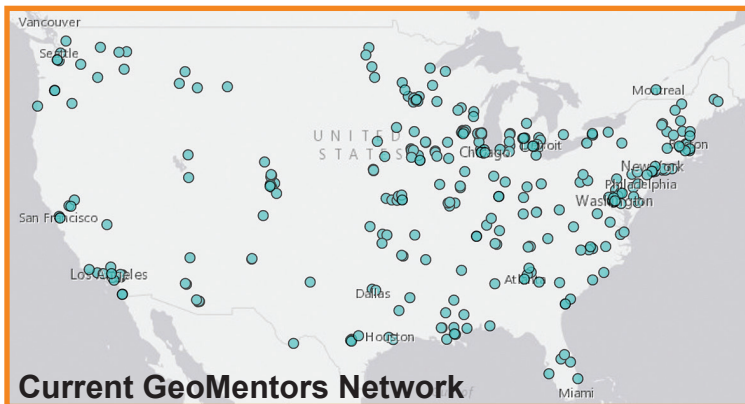 Vancouver
Seattle
Montreal
UNITED
STATES
Chicago
Detroit
Boston
New York
Philadelphia
Washington
San Francisco
Los Angeles
Atlanta
Dallas
Houston
Miami
Current GeoMentors Network